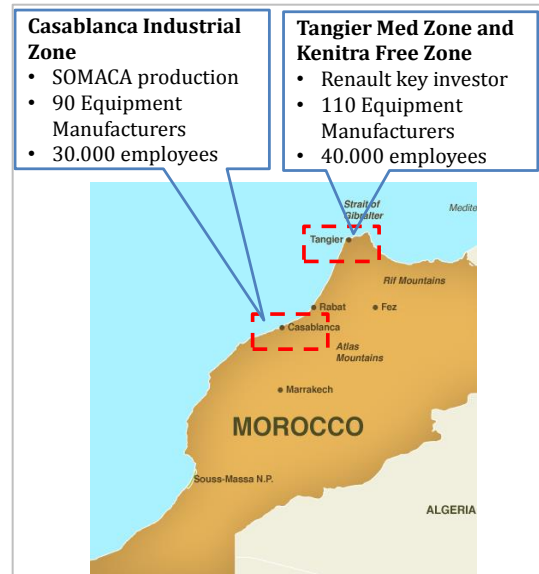 Casablanca Industrial
Zone
• SOMACA production
• 90 Equipment
Manufacturers
• 30.000 employees
Tangier Med Zone and
Kenitra Free Zone
• Renault key investor
• 110 Equipment
Manufacturers
• 40.000 employees
Strait of
Gibralter
Medite
Tangier
Rif Mountains
Rabat
Fez
Casablanca
Atlas
Mountains
Marrakech
MOROCCO
Souss-Massa N.P.
ALGERIA